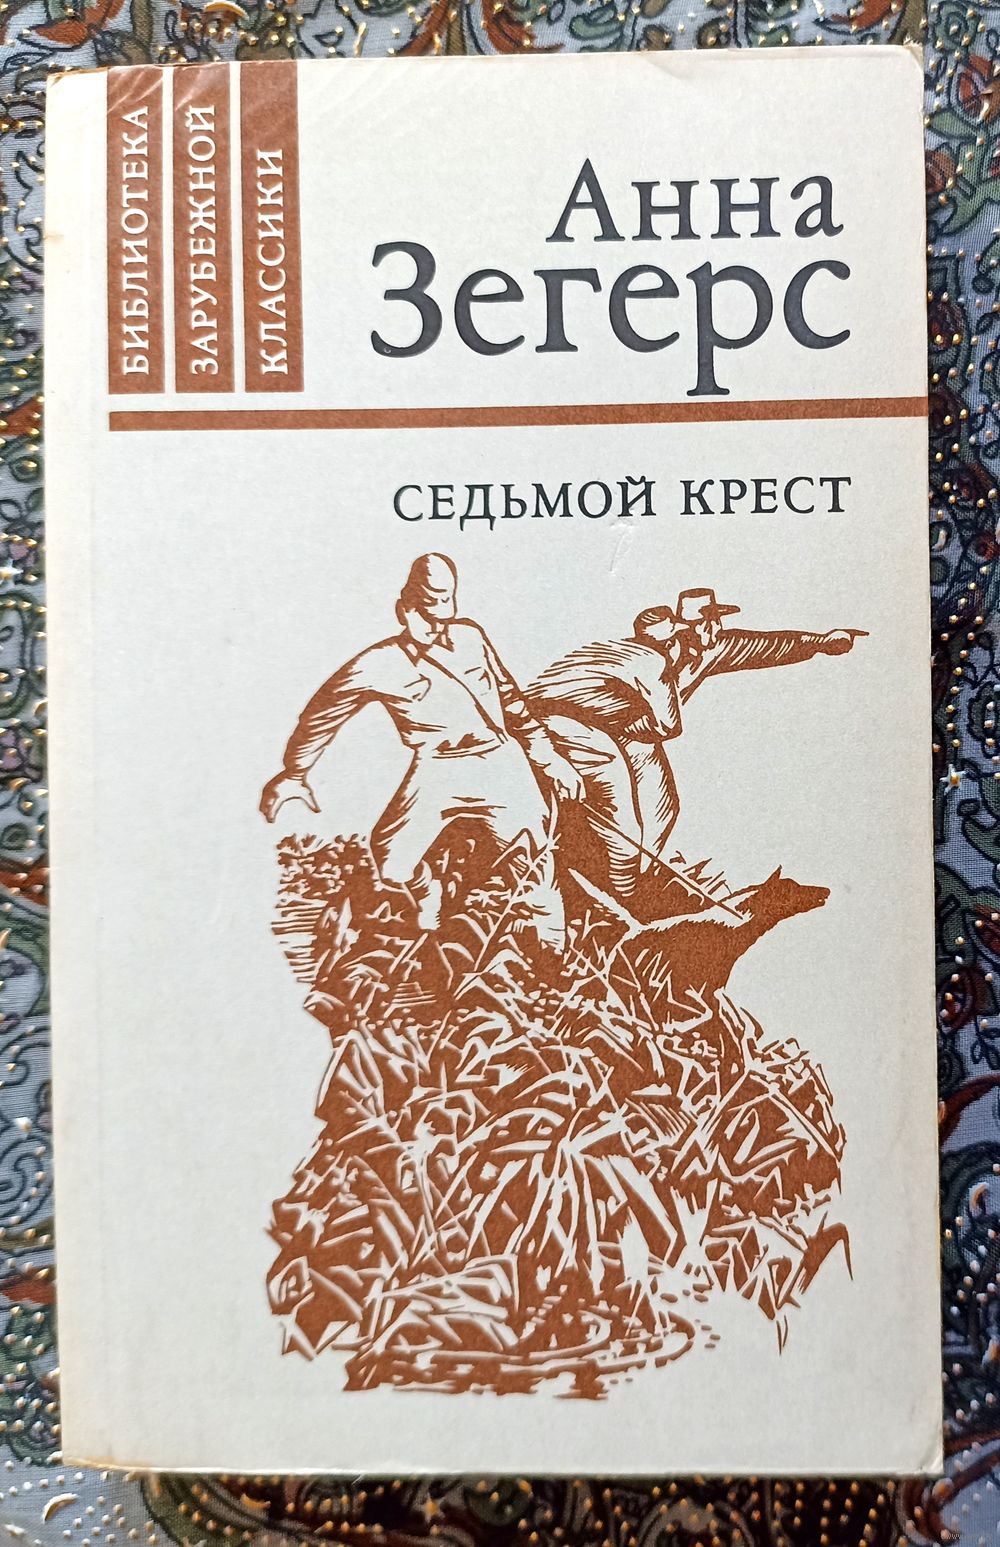 БИБЛИОТЕКА
ЗАРУБЕЖНОЙ
КЛАССИКИ
Анна
Зегерс
СЕДЬМОЙ КРЕСТ